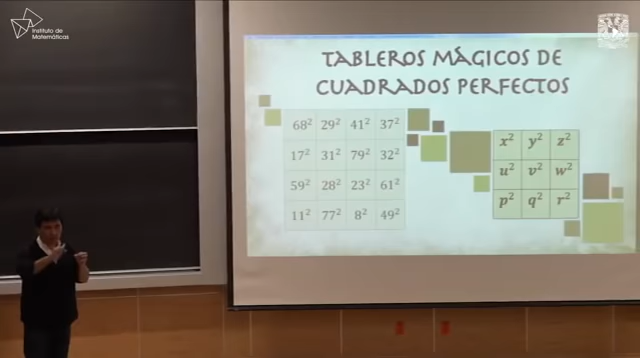 Instituto de
Matemáticas
TABLEROS MÁGICOS DE
CUADRADOS PERFECTOS
68² 29² 41² 37²
17² 31² 79² 32²
59² 28² 23² 61²
11² 77² 8² 49²
x² y² z²
u² v² w²
p² q² r²